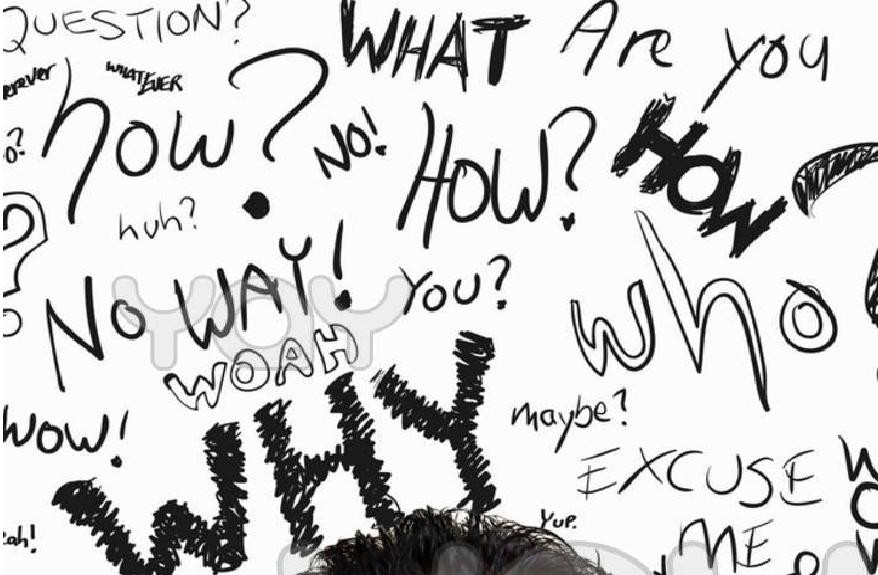 QUESTION?
WHAT Are you
WHATEVER
how?
NO!
HOW?
HOW
huh?
NO WAY!
YOU?
who
WOAH
WOW!
WHY
maybe?
EXCUSE
ME
YUP.
yay